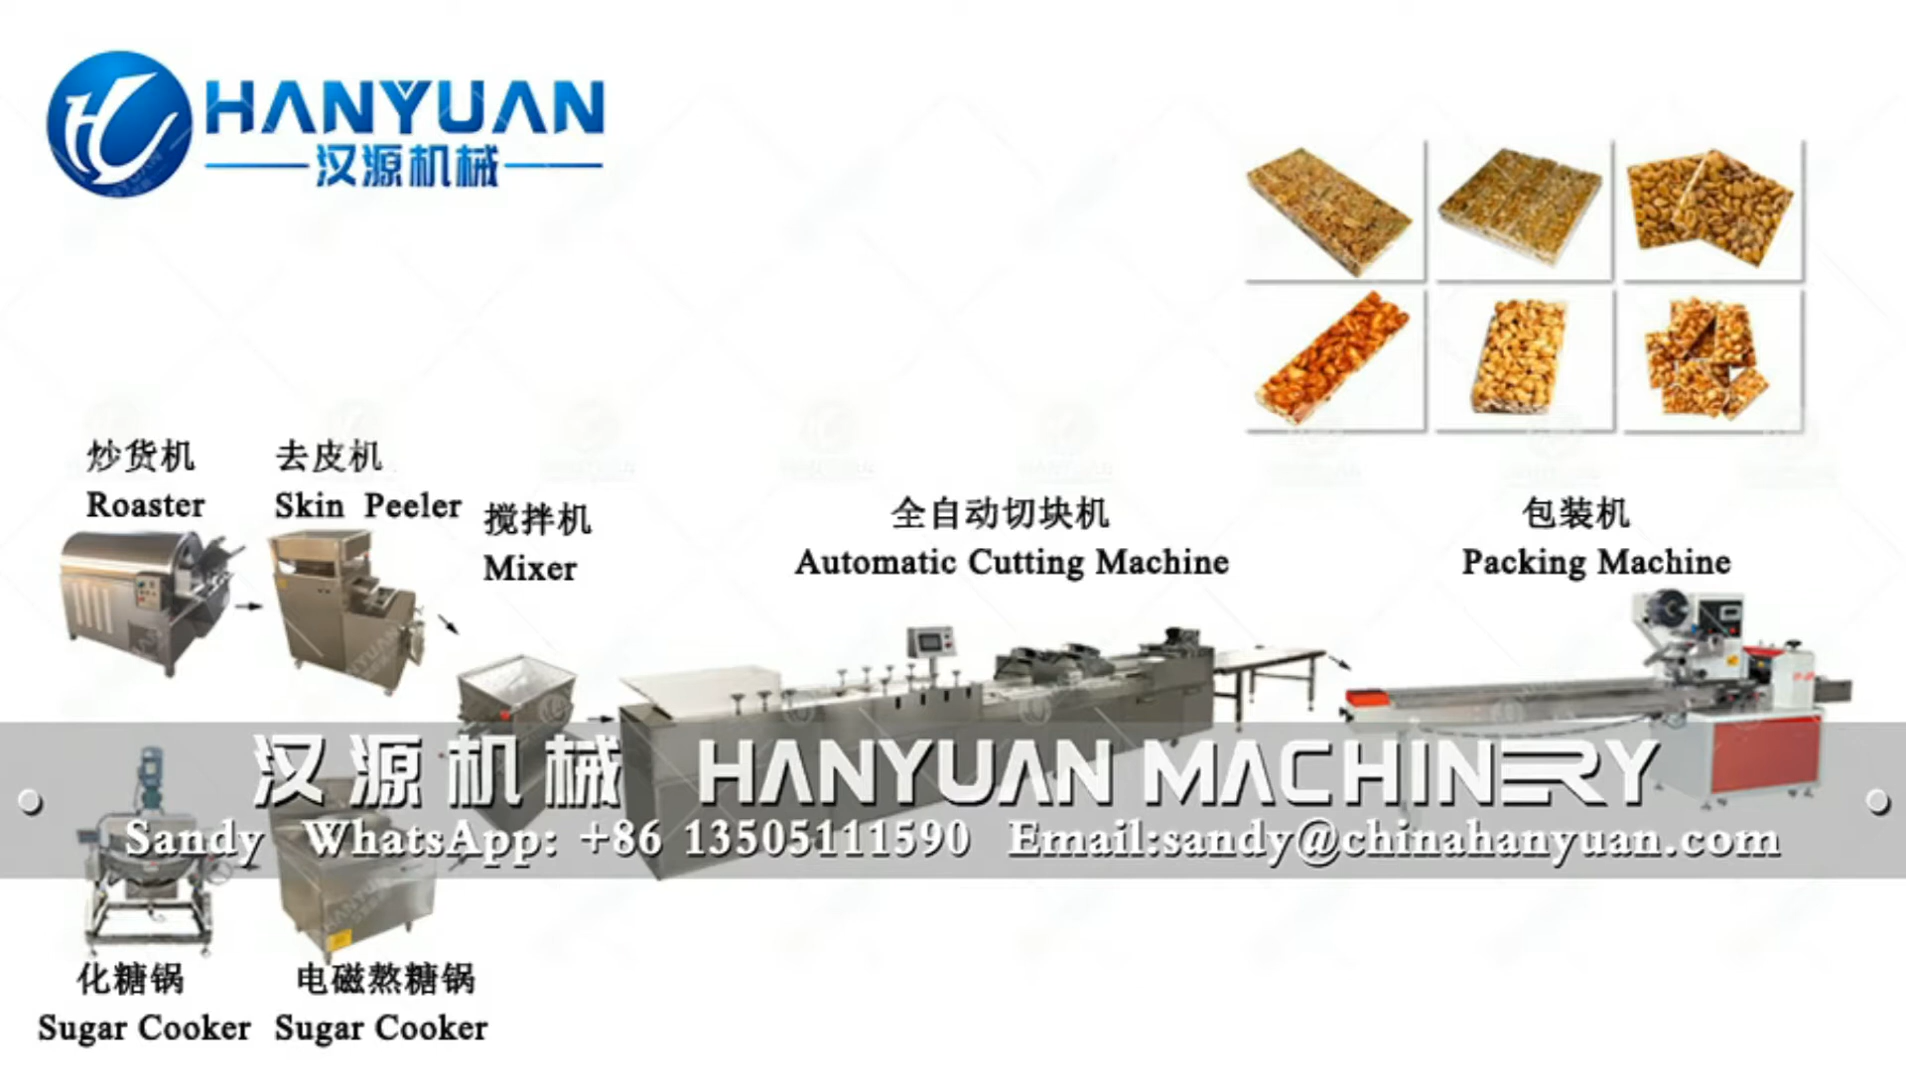 HANYUAN
汉源机械
炒货机
Roaster
去皮机
Skin Peeler
搅拌机
Mixer
全自动切块机
Automatic Cutting Machine
包装机
Packing Machine
汉源机械 HANYUAN MACHINERY
Sandy WhatsApp: +86 13505111590 Email:sandy@chinahanyuan.com
化糖锅
Sugar Cooker
电磁熬糖锅
Sugar Cooker